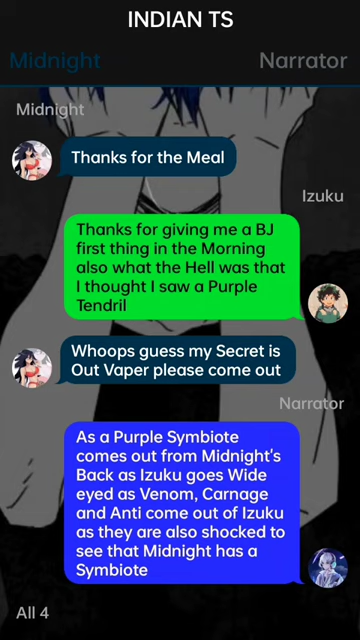 INDIAN TS
Midnight
Narrator
Midnight
Thanks for the Meal
Izuku
Thanks for giving me a BJ
first thing in the Morning
also what the Hell was that
I thought I saw a Purple
Tendril
Whoops guess my Secret is
Out Vaper please come out
Narrator
As a Purple Symbiote
comes out from Midnight's
Back as Izuku goes Wide
eyed as Venom, Carnage
and Anti come out of Izuku
as they are also shocked to
see that Midnight has a
Symbiote
All 4